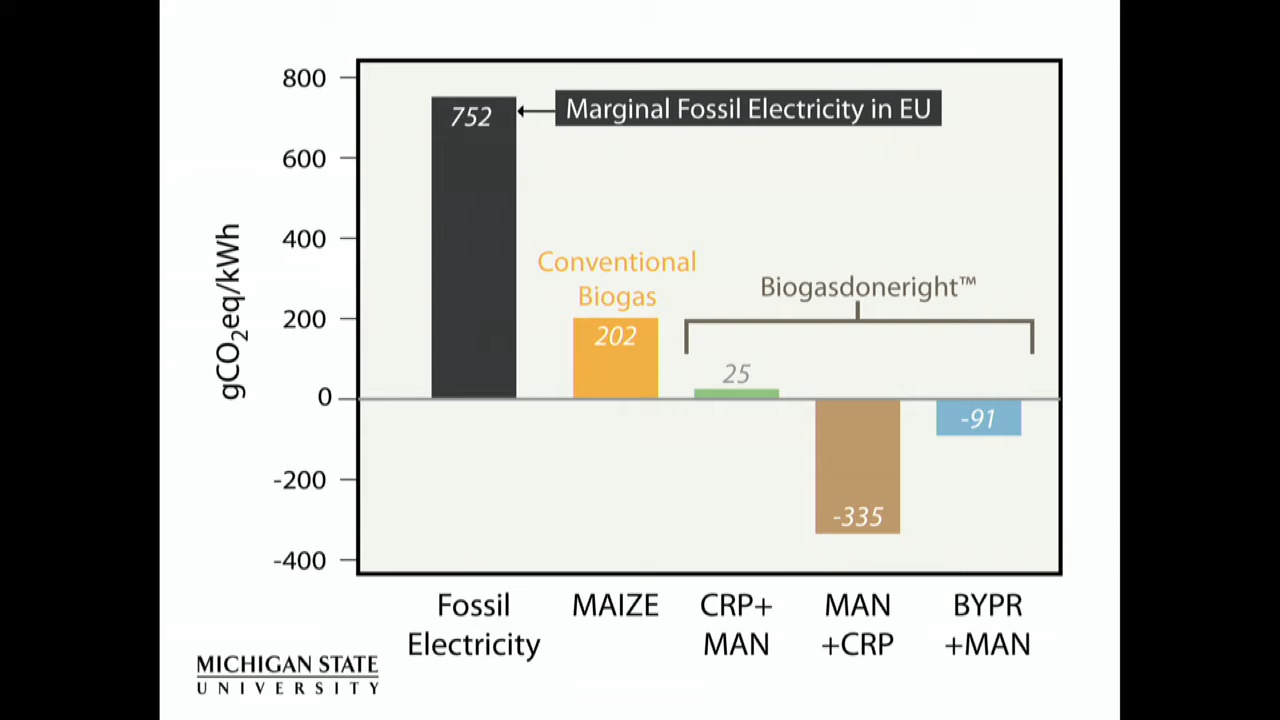 800
600
400
200
0
-200
-400
gCO₂eq/kWh
752
Marginal Fossil Electricity in EU
Conventional
Biogas
202
Biogasdoneright™
25
-335
-91
Fossil
Electricity
MAIZE
CRP+
MAN
MAN
+CRP
BYPR
+MAN
MICHIGAN STATE
UNIVERSITY